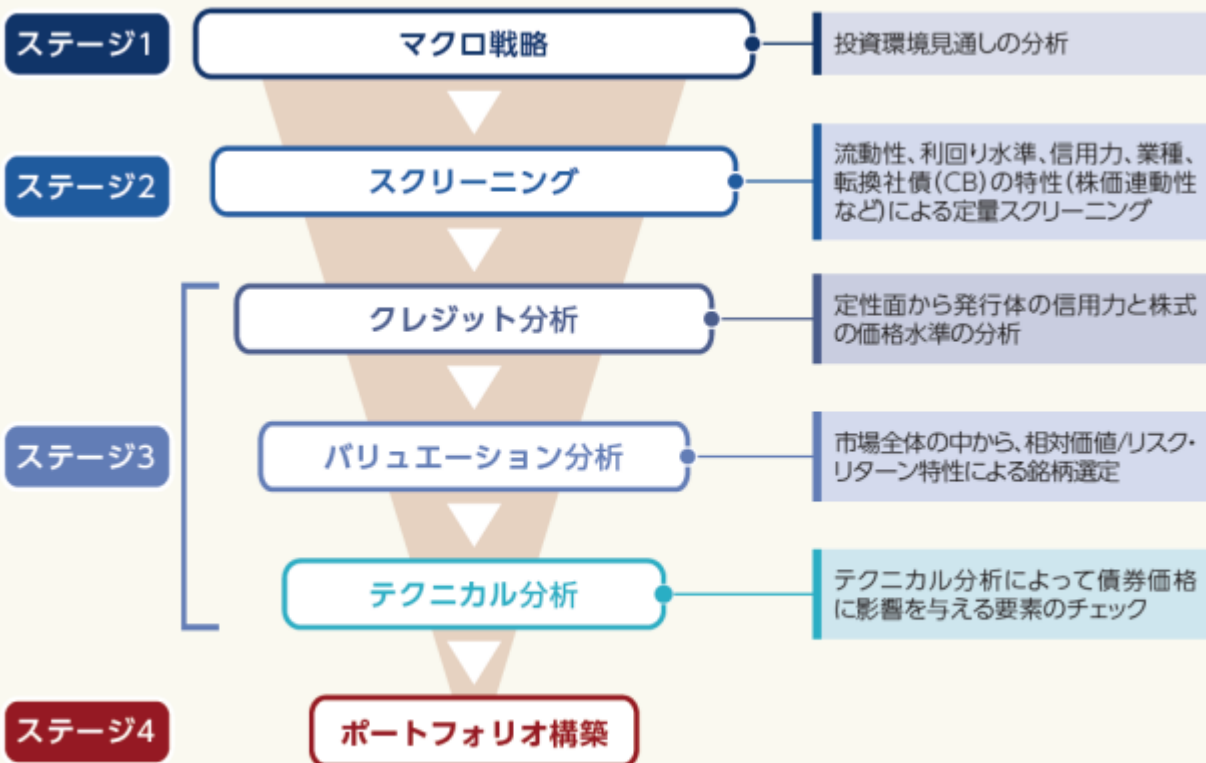 ステージ1
マクロ戦略
投資環境見通しの分析
ステージ2
スクリーニング
流動性、利回り水準、信用力、業種、
転換社債(CB)の特性(株価連動性
など)による定量スクリーニング
ステージ3
クレジット分析
定性面から発行体の信用力と株式
の価格水準の分析
バリュエーション分析
市場全体の中から、相対価値/リスク・
リターン特性による銘柄選定
テクニカル分析
テクニカル分析によって債券価格
に影響を与える要素のチェック
ステージ4
ポートフォリオ構築